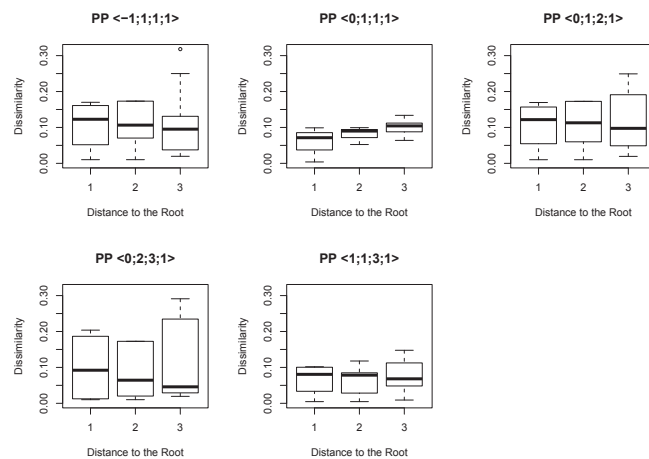 PP <−1;1;1;1>
Dissimilarity
0.00 0.10 0.20 0.30
1 2 3
Distance to the Root
PP <0;1;1;1>
Dissimilarity
0.00 0.10 0.20 0.30
1 2 3
Distance to the Root
PP <0;1;2;1>
Dissimilarity
0.00 0.10 0.20 0.30
1 2 3
Distance to the Root
PP <0;2;3;1>
Dissimilarity
0.00 0.10 0.20 0.30
1 2 3
Distance to the Root
PP <1;1;3;1>
Dissimilarity
0.00 0.10 0.20 0.30
1 2 3
Distance to the Root